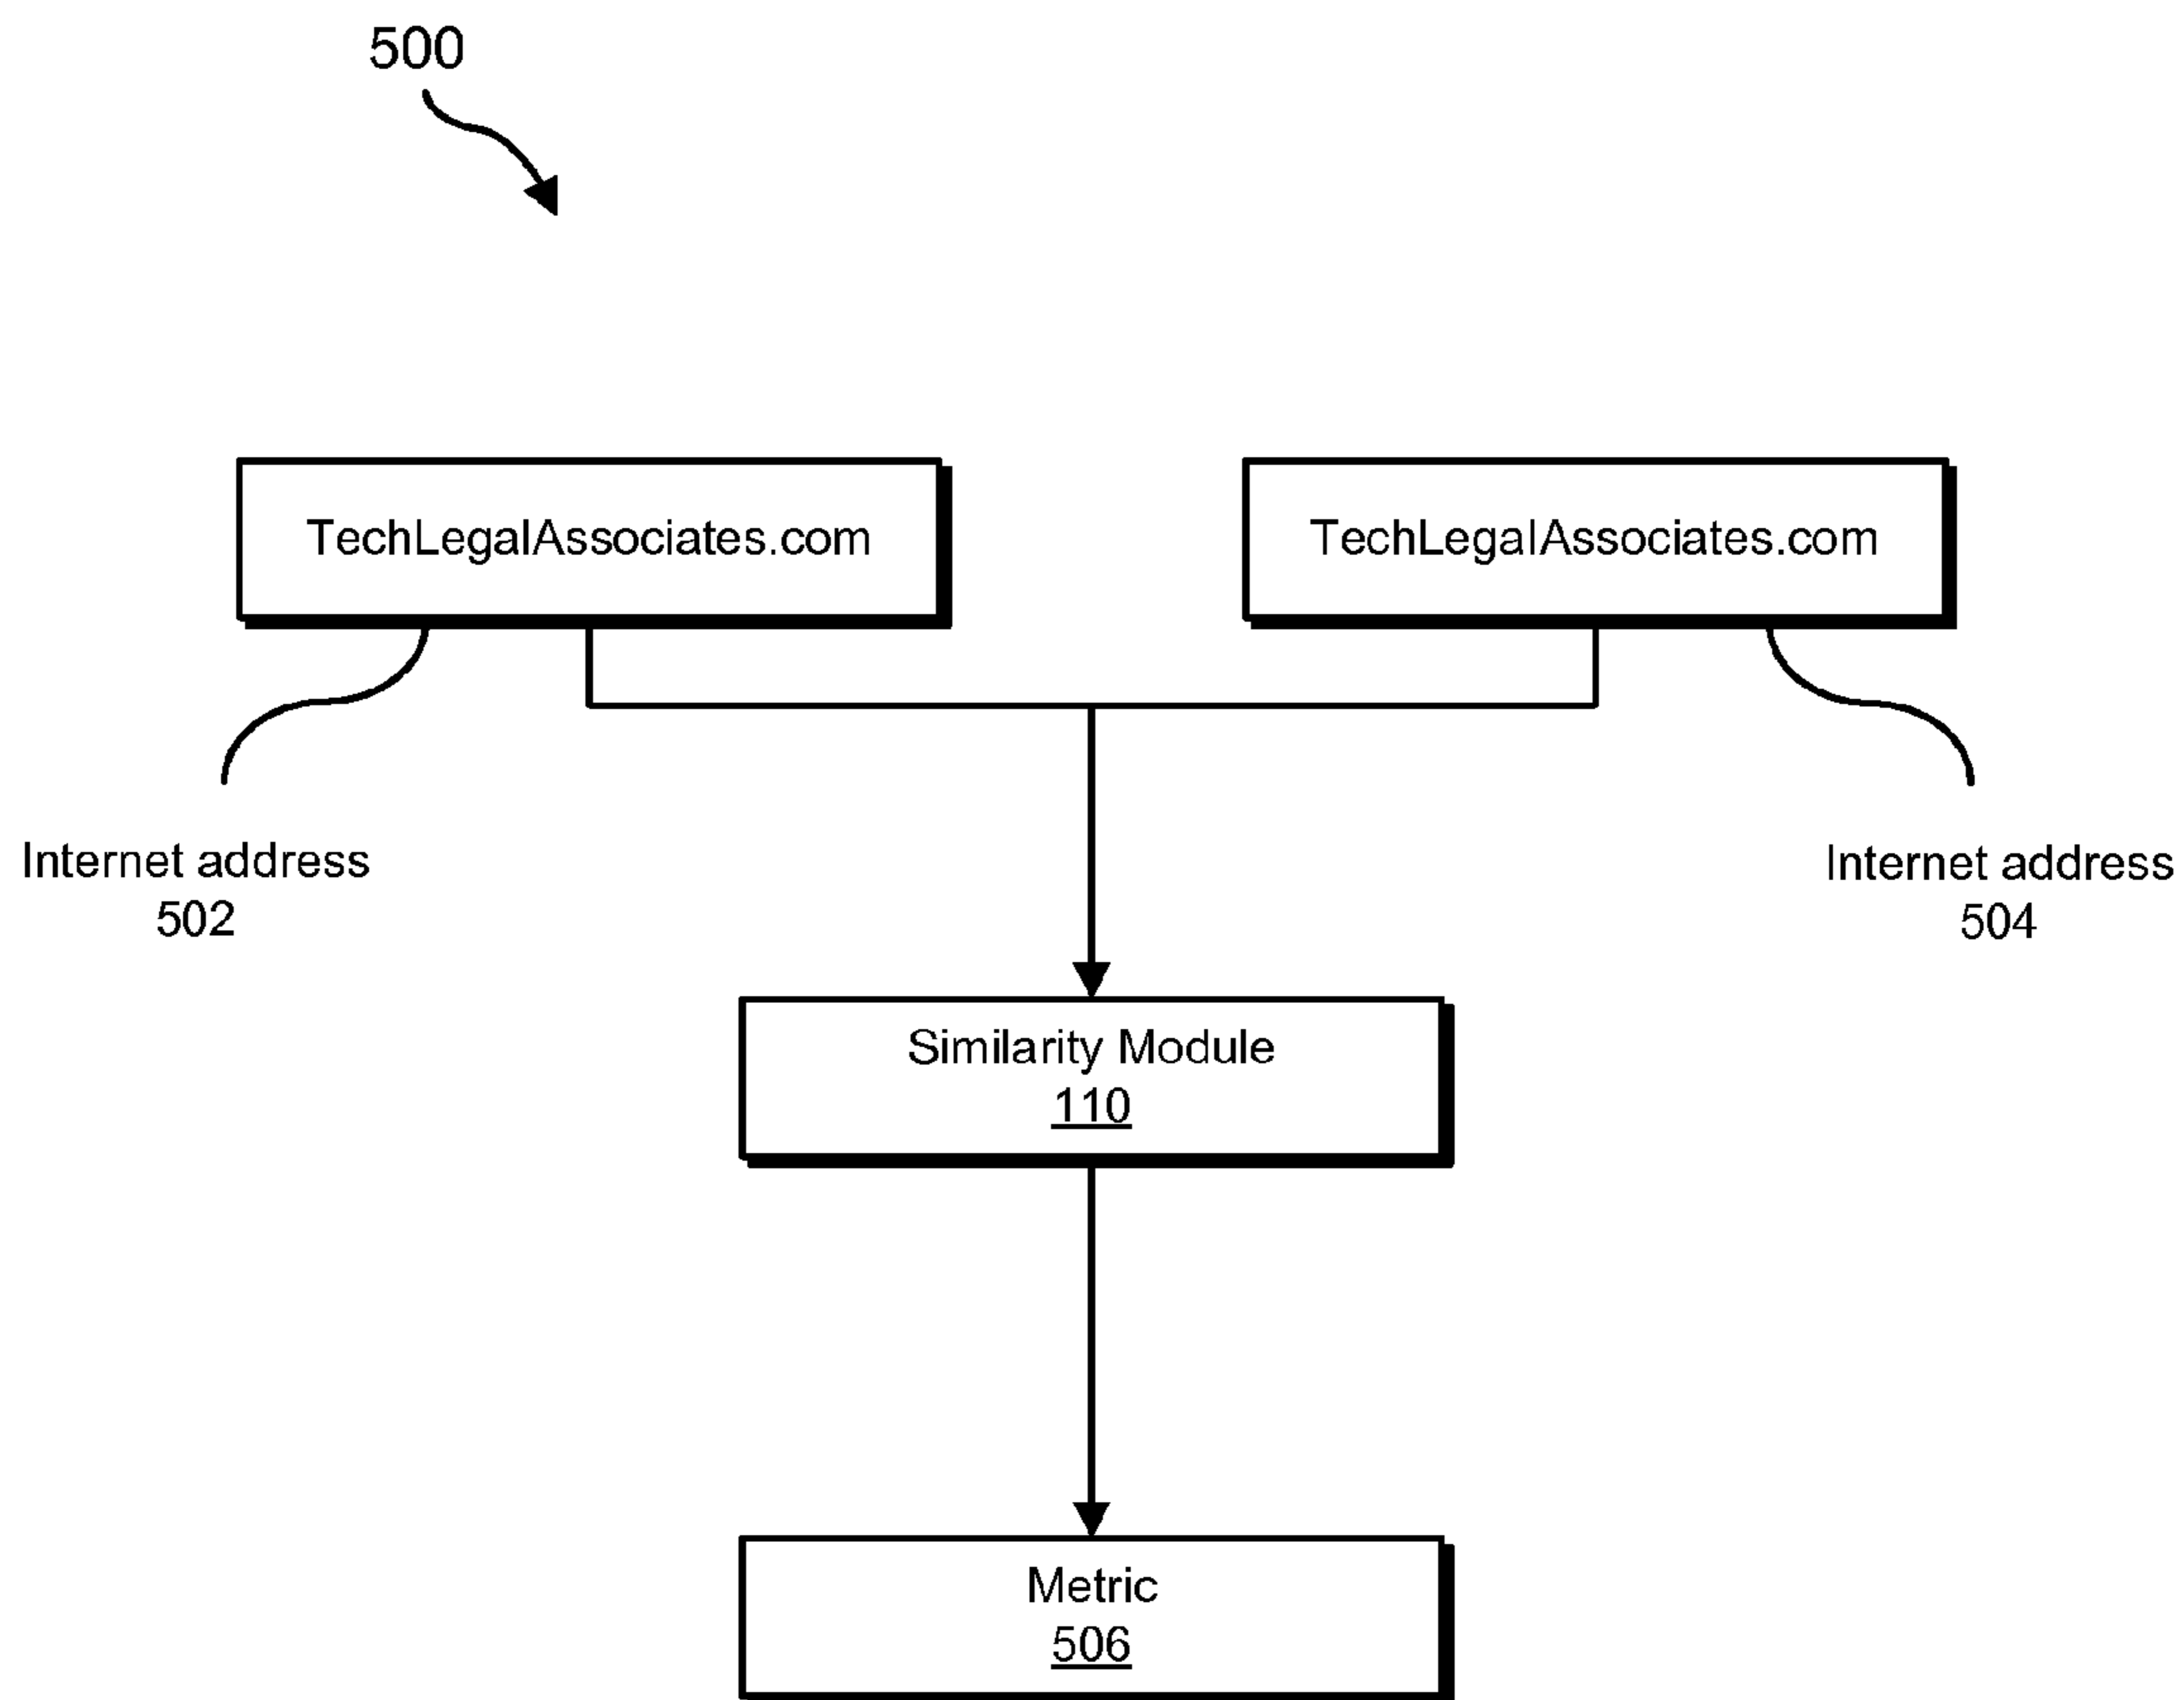 500
TechLegalAssociates.com
TechLegalAssociates.com
Internet address
502
Internet address
504
Similarity Module
110
Metric
506